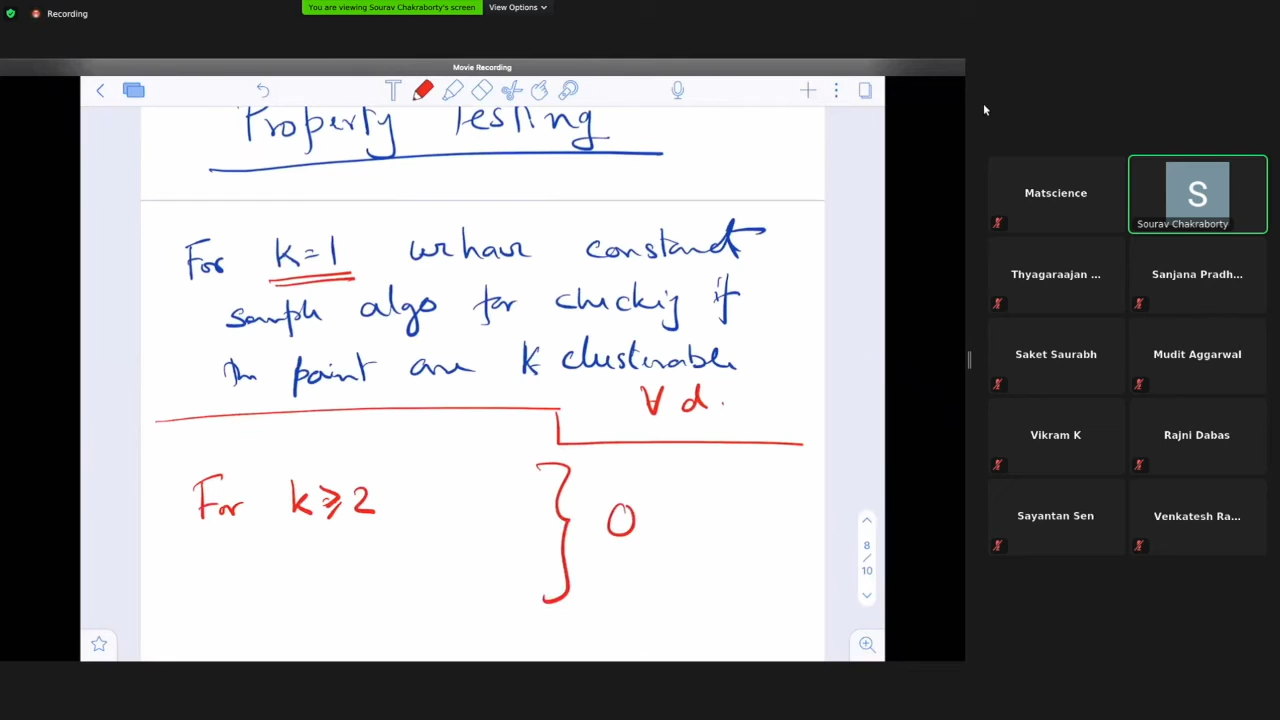 Recording
You are viewing Sourav Chakraborty's screen
View Options
Movie Recording
Property Testing
For k=1 we have constant
sample algo for checking if
the point are k clusterable
∀ d.
For k ⩾ 2 } O
8
/
10
Matscience
S
Sourav Chakraborty
Thyagaraajan ...
Sanjana Pradh...
Saket Saurabh
Mudit Aggarwal
Vikram K
Rajni Dabas
Sayantan Sen
Venkatesh Ra...